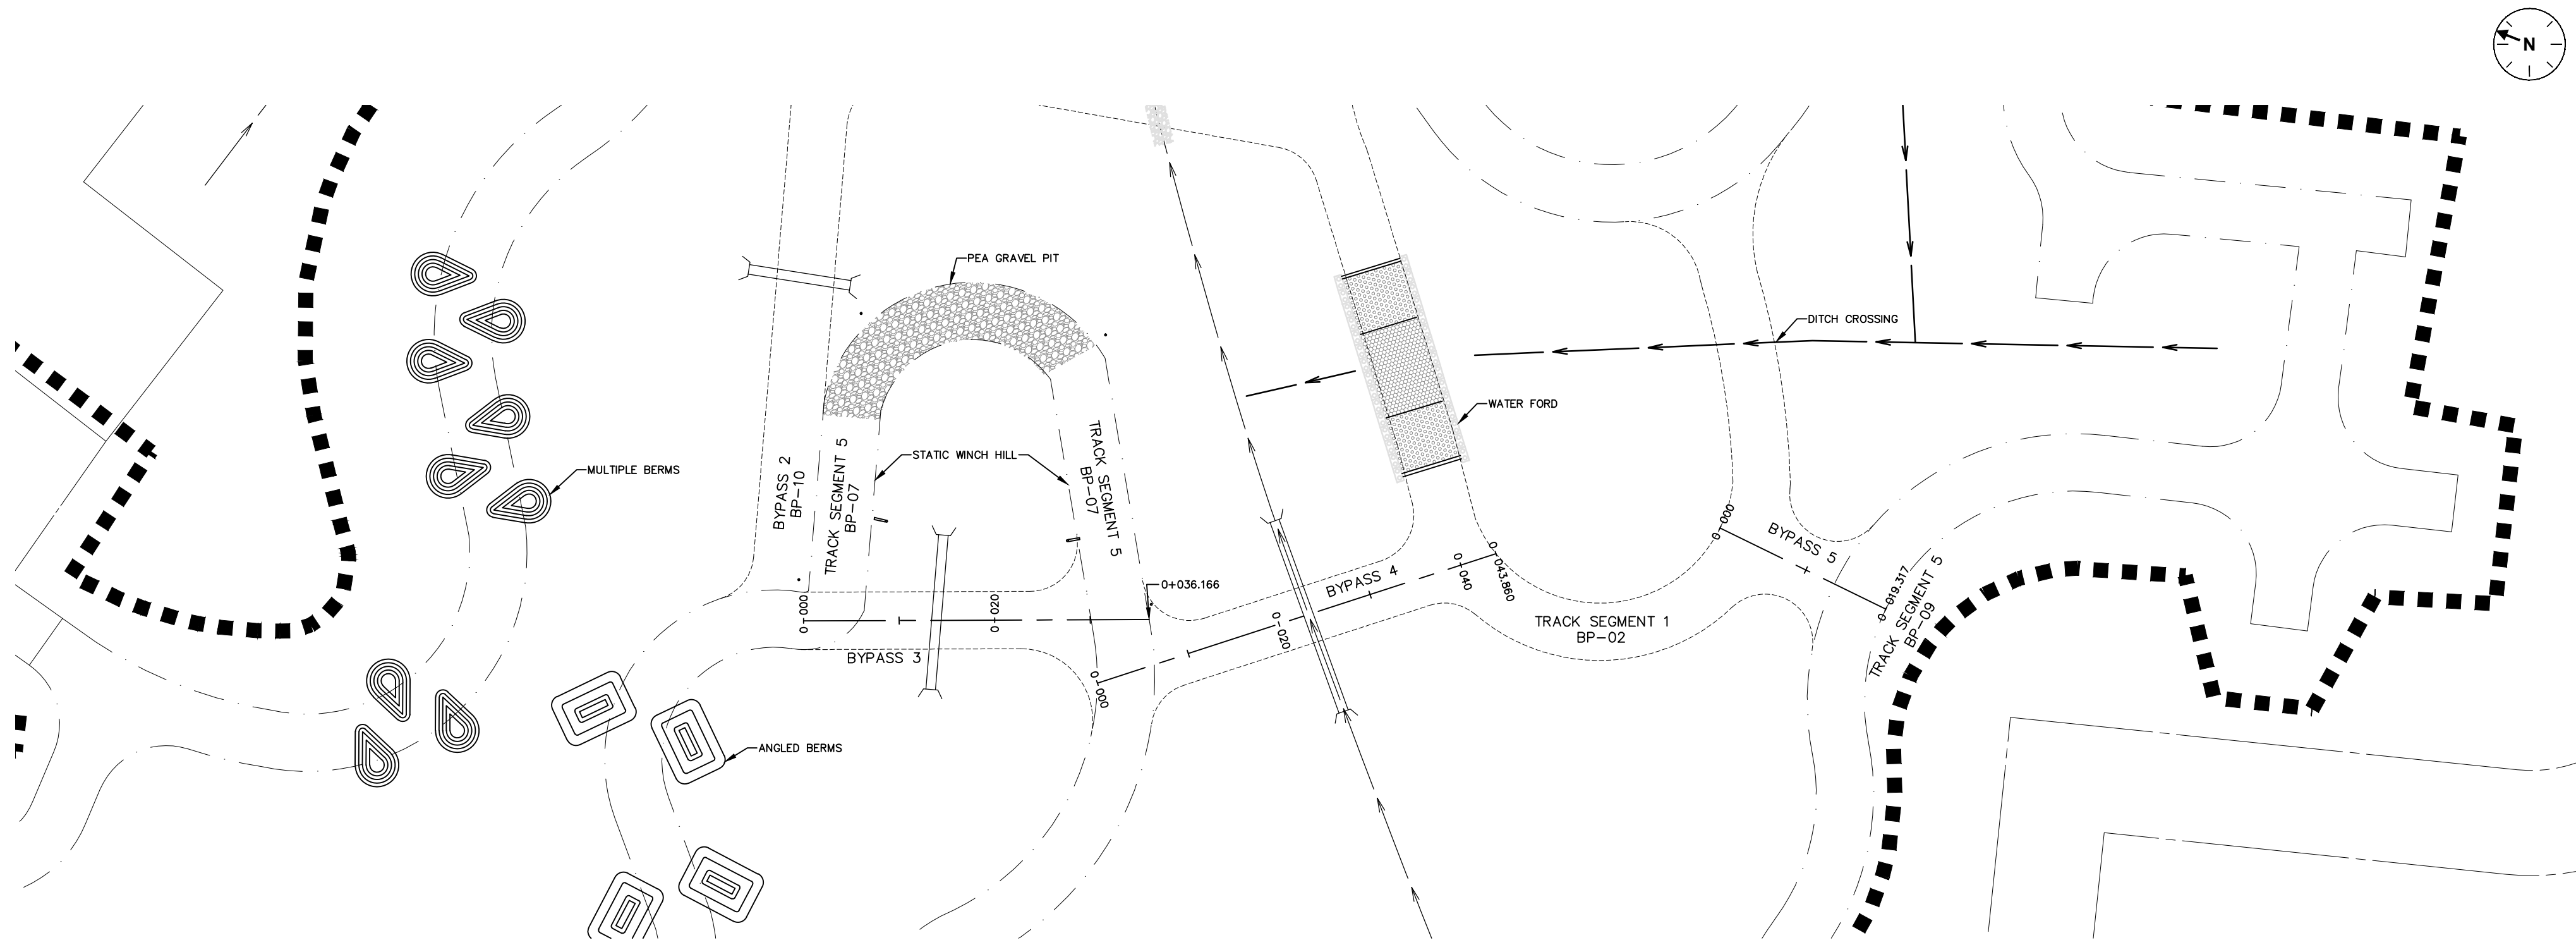 N
PEA GRAVEL PIT
DITCH CROSSING
WATER FORD
STATIC WINCH HILL
MULTIPLE BERMS
BYPASS 2
BP-10
TRACK SEGMENT 5
BP-07
TRACK SEGMENT 5
BP-07
0+036.166
0-000
0-020
BYPASS 3
0-000
0-020
BYPASS 4
0-040
0-043.860
TRACK SEGMENT 1
BP-02
0-000
BYPASS 5
0-019.317
TRACK SEGMENT 5
BP-09
ANGLED BERMS